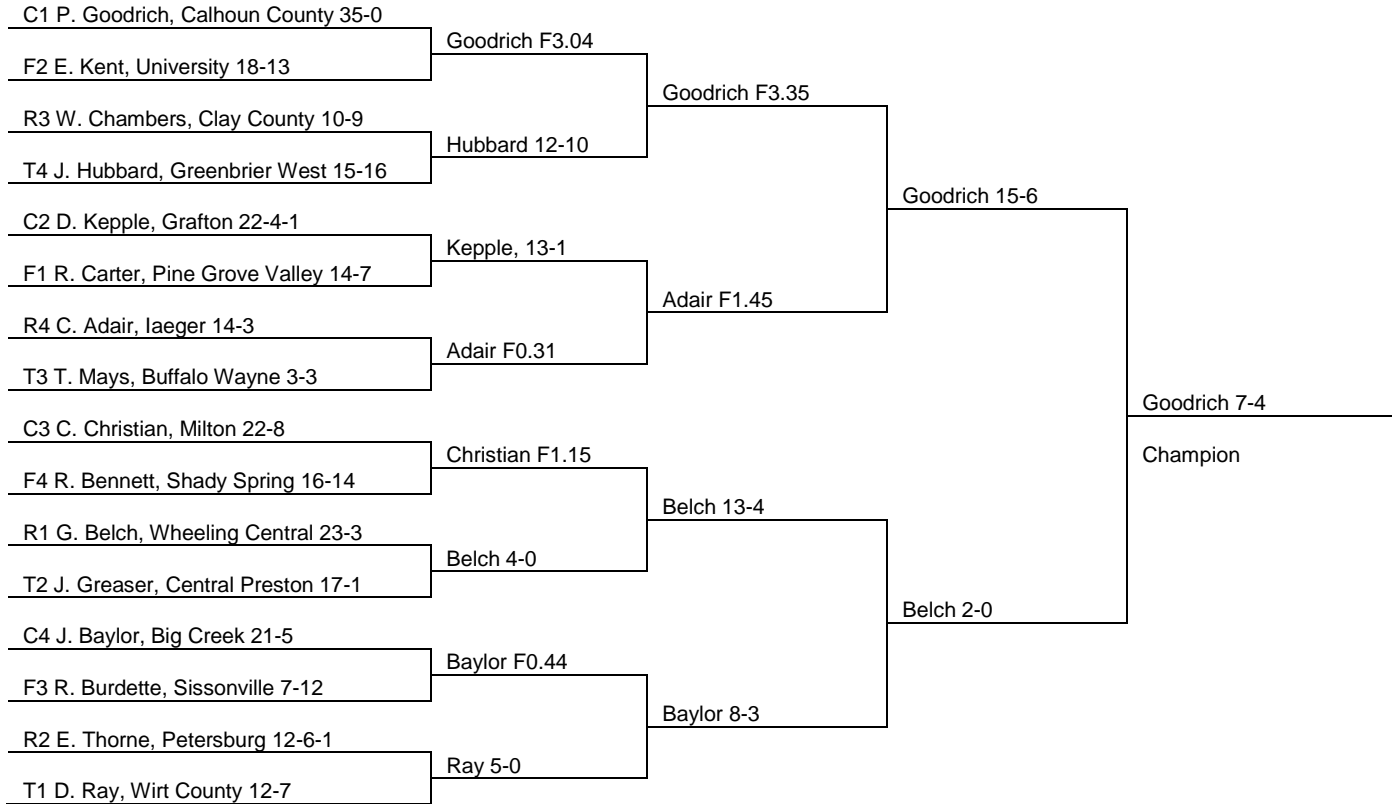 C1 P. Goodrich, Calhoun County 35-0
Goodrich F3.04
F2 E. Kent, University 18-13
Goodrich F3.35
R3 W. Chambers, Clay County 10-9
Hubbard 12-10
T4 J. Hubbard, Greenbrier West 15-16
Goodrich 15-6
C2 D. Kepple, Grafton 22-4-1
Kepple, 13-1
F1 R. Carter, Pine Grove Valley 14-7
Adair F1.45
R4 C. Adair, Iaeger 14-3
Adair F0.31
T3 T. Mays, Buffalo Wayne 3-3
Goodrich 7-4
C3 C. Christian, Milton 22-8
Christian F1.15
Champion
F4 R. Bennett, Shady Spring 16-14
Belch 13-4
R1 G. Belch, Wheeling Central 23-3
Belch 4-0
T2 J. Greaser, Central Preston 17-1
Belch 2-0
C4 J. Baylor, Big Creek 21-5
Baylor F0.44
F3 R. Burdette, Sissonville 7-12
Baylor 8-3
R2 E. Thorne, Petersburg 12-6-1
Ray 5-0
T1 D. Ray, Wirt County 12-7